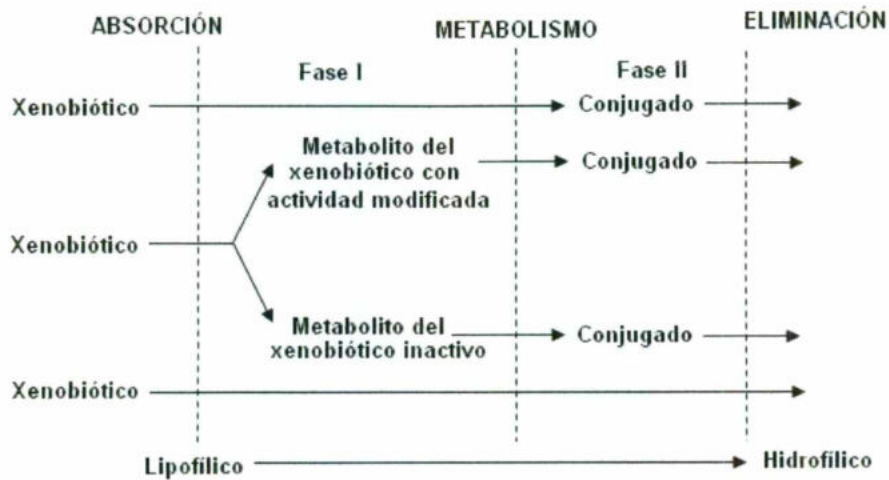 ABSORCIÓN METABOLISMO ELIMINACIÓN
Fase I Fase II
Xenobiótico Conjugado
Metabolito del
xenobiótico con
actividad modificada
Conjugado
Xenobiótico
Metabolito del
xenobiótico inactivo
Conjugado
Xenobiótico
Lipofílico Hidrofílico